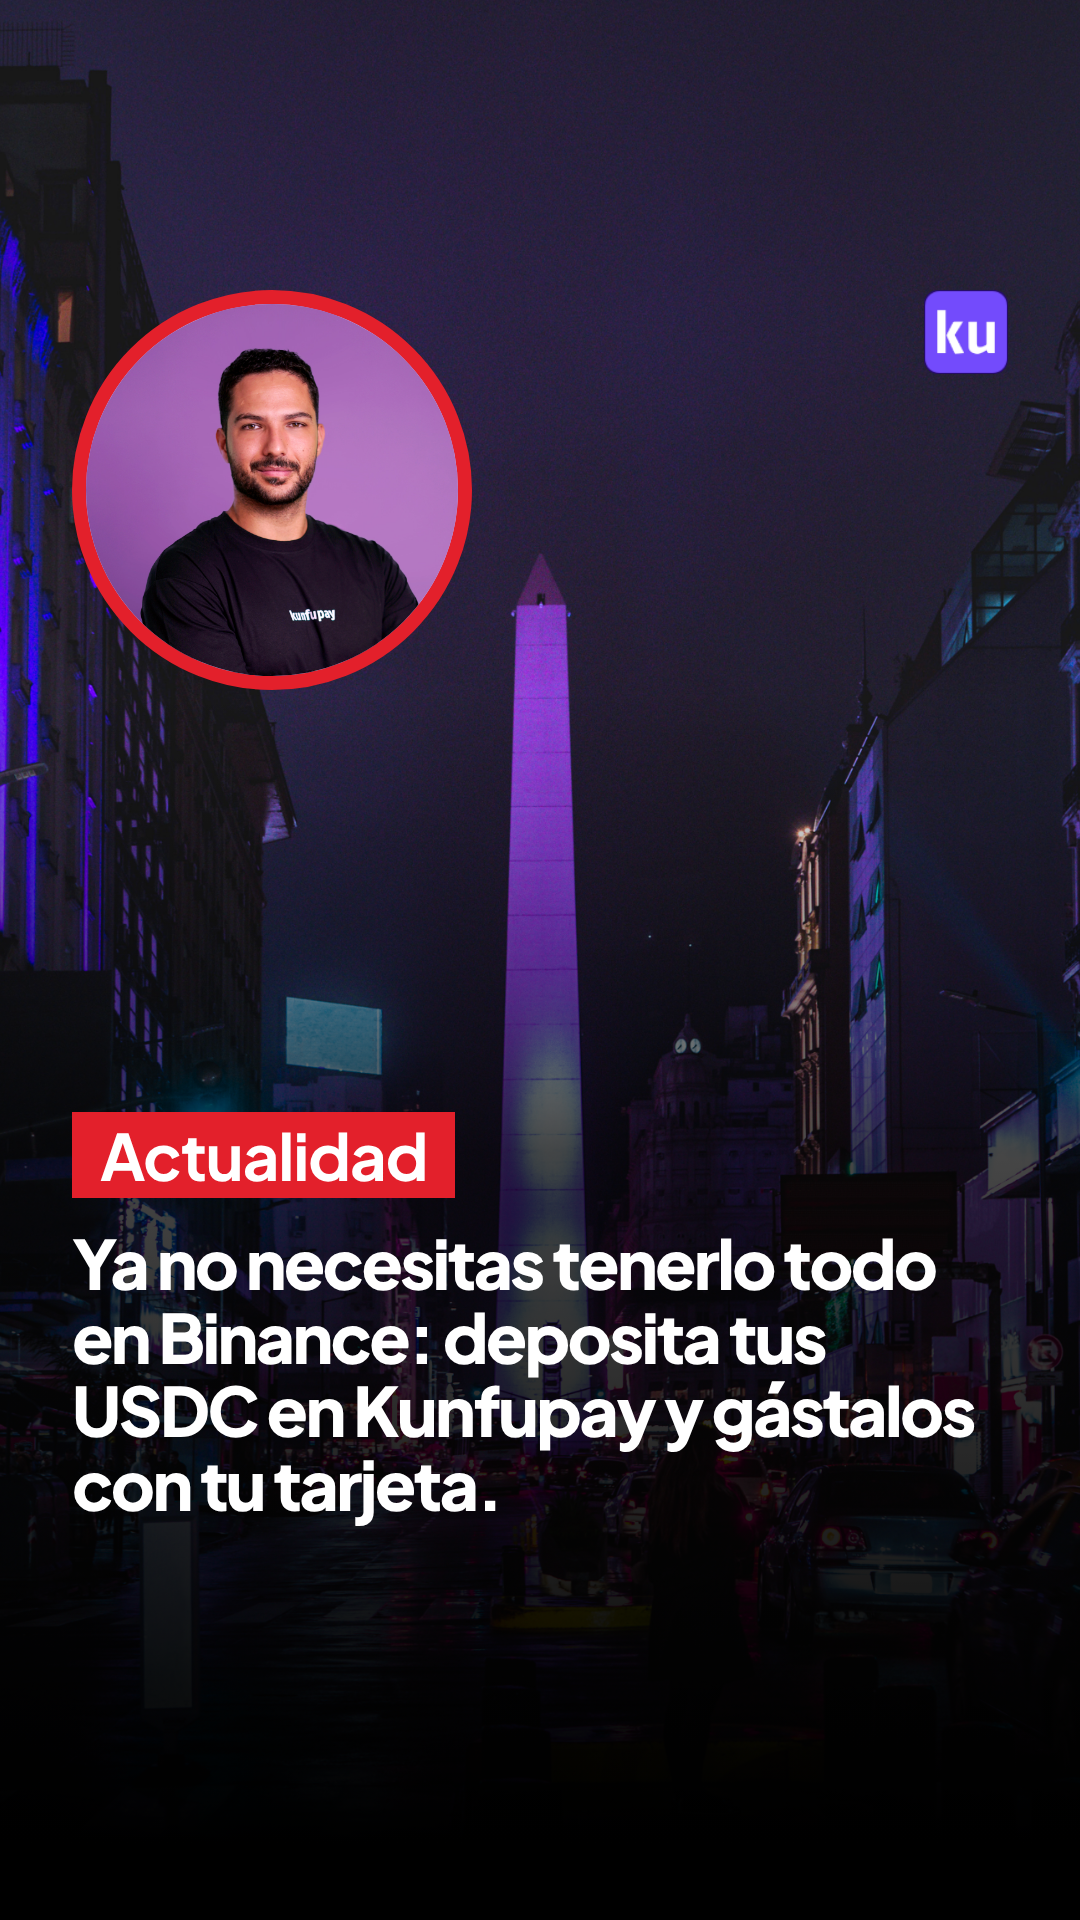 ku
kunfupay
Actualidad
Ya no necesitas tenerlo todo
en Binance: deposita tus
USDC en Kunfupay y gástalos
con tu tarjeta.